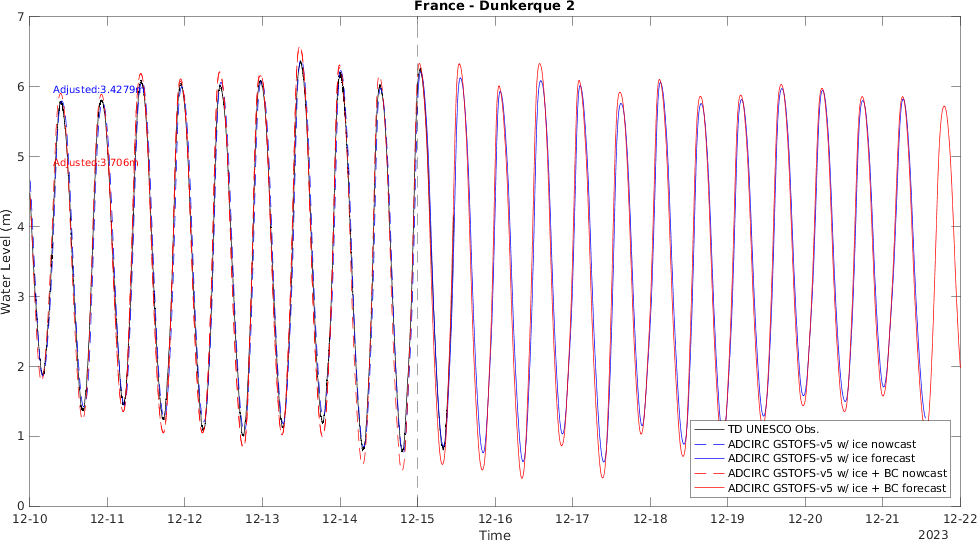 France - Dunkerque 2
7
6
5
4
3
2
1
0
Water Level (m)
Adjusted:3.4279m
Adjusted:3.706m
TD UNESCO Obs.
ADCIRC GSTOFS-v5 w/ ice nowcast
ADCIRC GSTOFS-v5 w/ ice forecast
ADCIRC GSTOFS-v5 w/ ice + BC nowcast
ADCIRC GSTOFS-v5 w/ ice + BC forecast
12-10 12-11 12-12 12-13 12-14 12-15 12-16 12-17 12-18 12-19 12-20 12-21 12-22
Time
2023